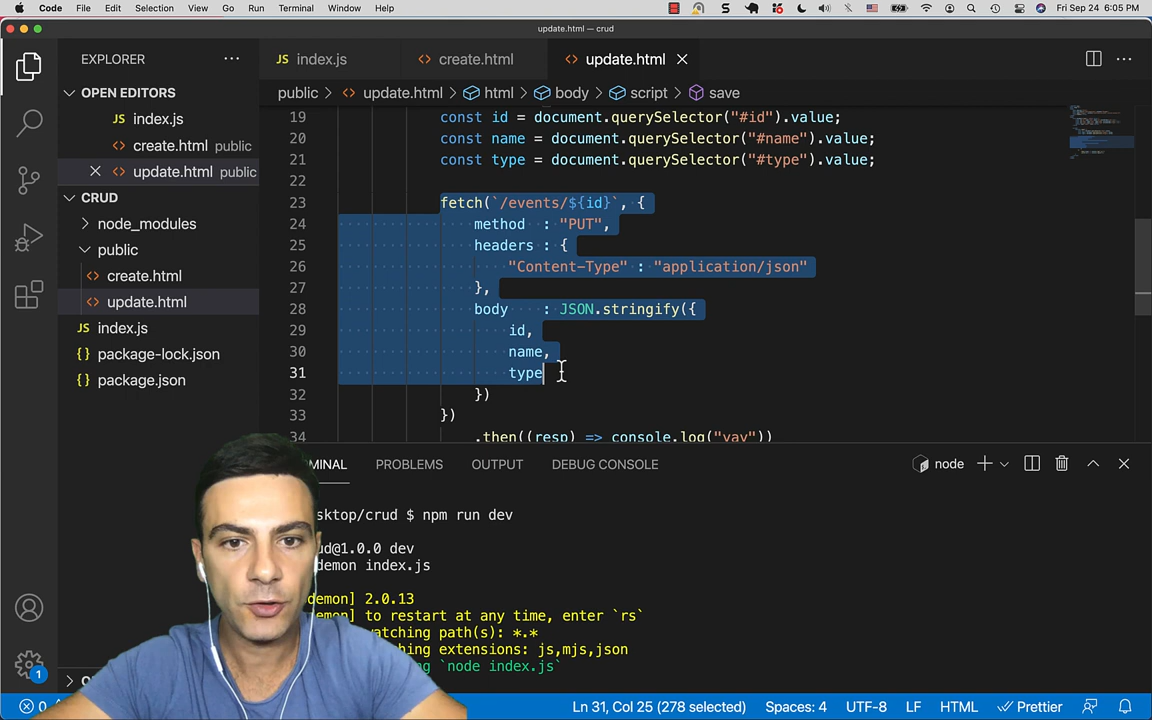 Code File Edit Selection View Go Run Terminal Window Help Fri Sep 24 6:05 PM
update.html — crud
EXPLORER
OPEN EDITORS
index.js
create.html public
update.html public
CRUD
node_modules
public
create.html
update.html
JS index.js
{} package-lock.json
{} package.json
JS index.js <> create.html <> update.html
public > <> update.html > html > body > script > save
19 const id = document.querySelector("#id").value;
20 const name = document.querySelector("#name").value;
21 const type = document.querySelector("#type").value;
22
23 fetch(`/events/${id}`, {
24 method : "PUT",
25 headers : {
26 "Content-Type" : "application/json"
27 },
28 body : JSON.stringify({
29 id,
30 name,
31 type
32 })
33 })
34 .then((resp) => console.log("yay"))
MINAL PROBLEMS OUTPUT DEBUG CONSOLE node
sktop/crud $ npm run dev
ud@1.0.0 dev
demon index.js
demon] 2.0.13
demon] to restart at any time, enter `rs`
atching path(s): *.*
hing extensions: js,mjs,json
g `node index.js`
1
0 Ln 31, Col 25 (278 selected) Spaces: 4 UTF-8 LF HTML Prettier